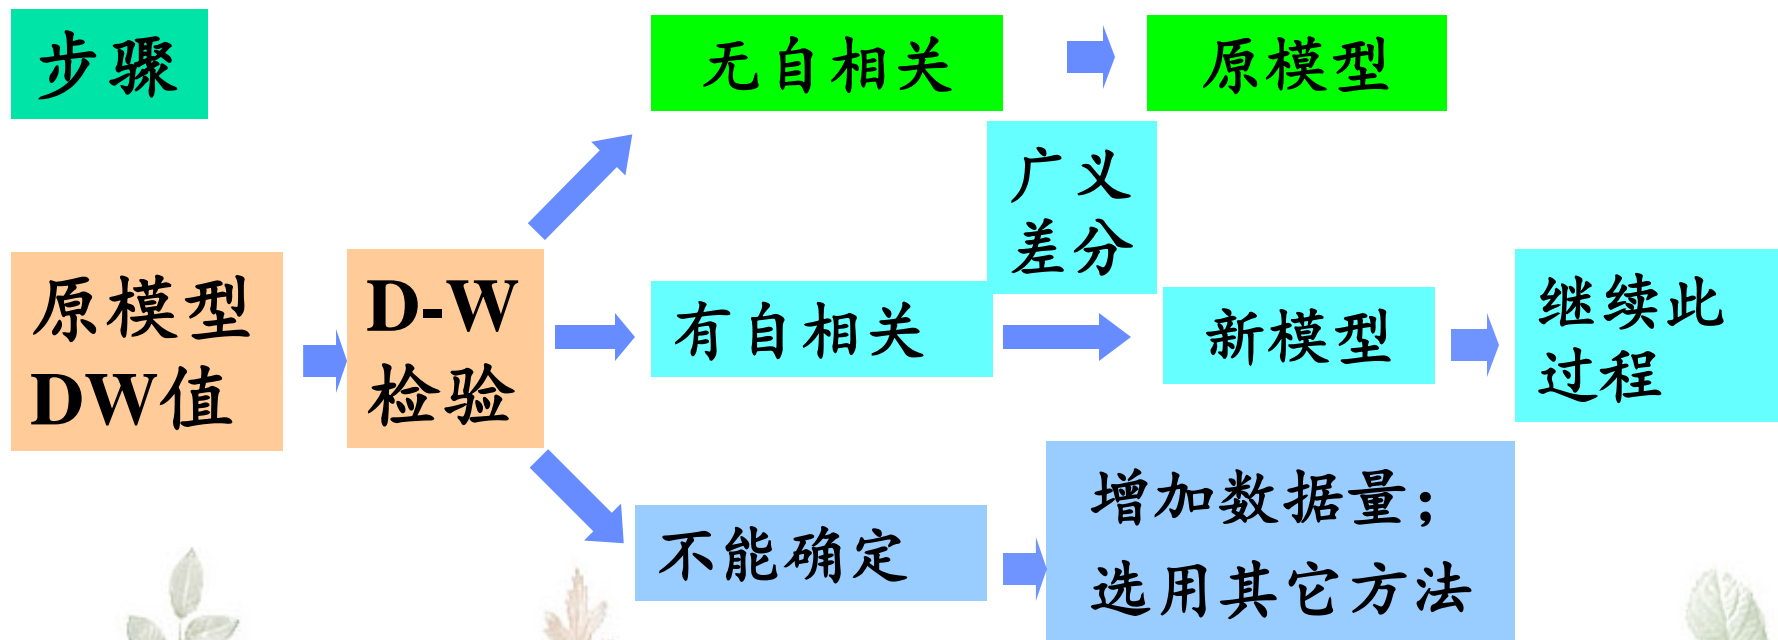 步骤
无自相关
原模型
广义
差分
原模型
DW值
D-W
检验
有自相关
新模型
继续此
过程
不能确定
增加数据量；
选用其它方法